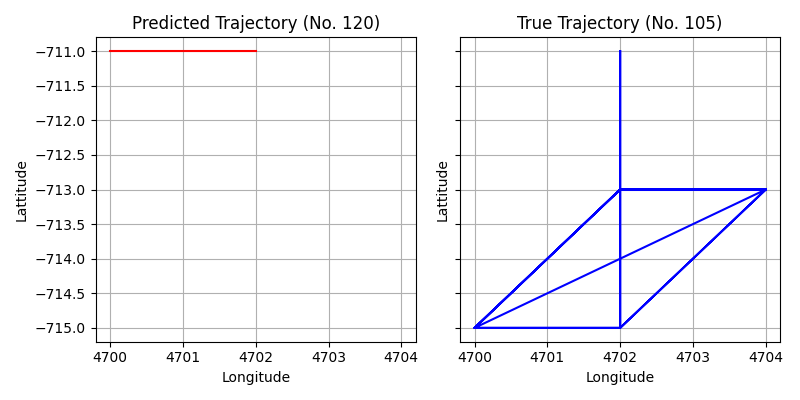 Predicted Trajectory (No. 120)
−711.0
−711.5
−712.0
−712.5
−713.0
−713.5
−714.0
−714.5
−715.0
Lattitude
4700 4701 4702 4703 4704
Longitude
True Trajectory (No. 105)
Lattitude
4700 4701 4702 4703 4704
Longitude